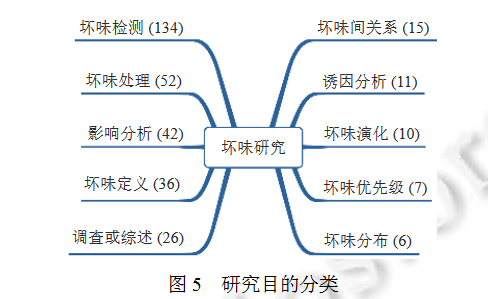 坏味检测 (134)
坏味处理 (52)
影响分析 (42)
坏味定义 (36)
调查或综述 (26)
坏味研究
坏味间关系 (15)
诱因分析 (11)
坏味演化 (10)
坏味优先级 (7)
坏味分布 (6)
图 5 研究目的分类